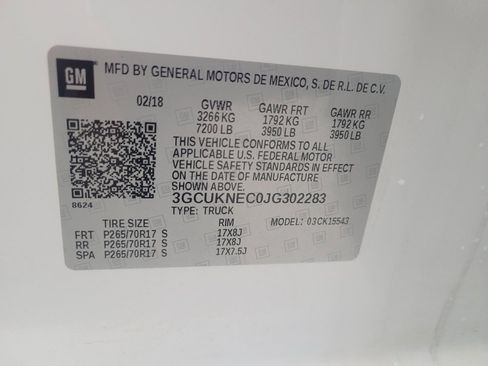 GM
MFD BY GENERAL MOTORS DE MEXICO, S. DE R.L. DE C.V.
02/18 GVWR GAWR FRT GAWR RR
3266 KG 1792 KG 1792 KG
7200 LB 3950 LB 3950 LB
THIS VEHICLE CONFORMS TO ALL
APPLICABLE U.S. FEDERAL MOTOR
VEHICLE SAFETY STANDARDS IN EFFECT
ON THE DATE OF MANUFACTURE
SHOWN ABOVE.
8624
3GCUKNEC0JG302283
TYPE: TRUCK MODEL: 03CK15543
TIRE SIZE RIM
FRT P265/70R17 S 17X8J
RR P265/70R17 S 17X8J
SPA P265/70R17 S 17X7.5J